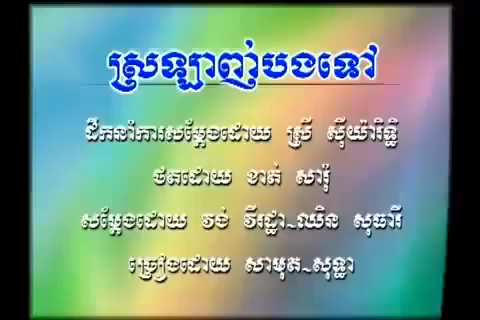 ស្រឡាញ់បងទៅ
ដឹកនាំការសម្ដែងដោយ ស្រី ស៊ីយ៉ារិទ្ធិ
ថតដោយ ខាត់ សារុំ
សម្ដែងដោយ វង់ វីរដ្ឋា~ឈិន សុធារី
ច្រៀងដោយ សាមុត~សុទ្ធា